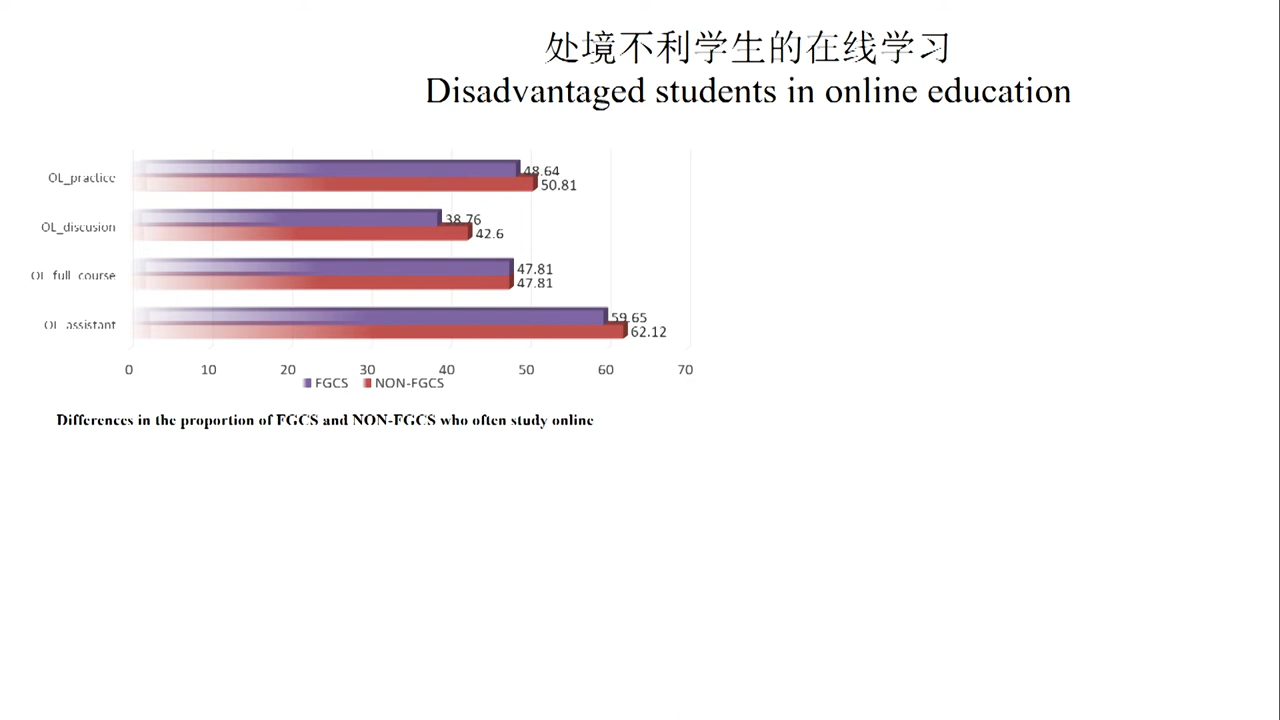 处境不利学生的在线学习
Disadvantaged students in online education
OL_practice
48.64
50.81
OL_discusion
38.76
42.6
OL_full_course
47.81
47.81
OL_assistant
59.65
62.12
0 10 20 30 40 50 60 70
FGCS NON-FGCS
Differences in the proportion of FGCS and NON-FGCS who often study online